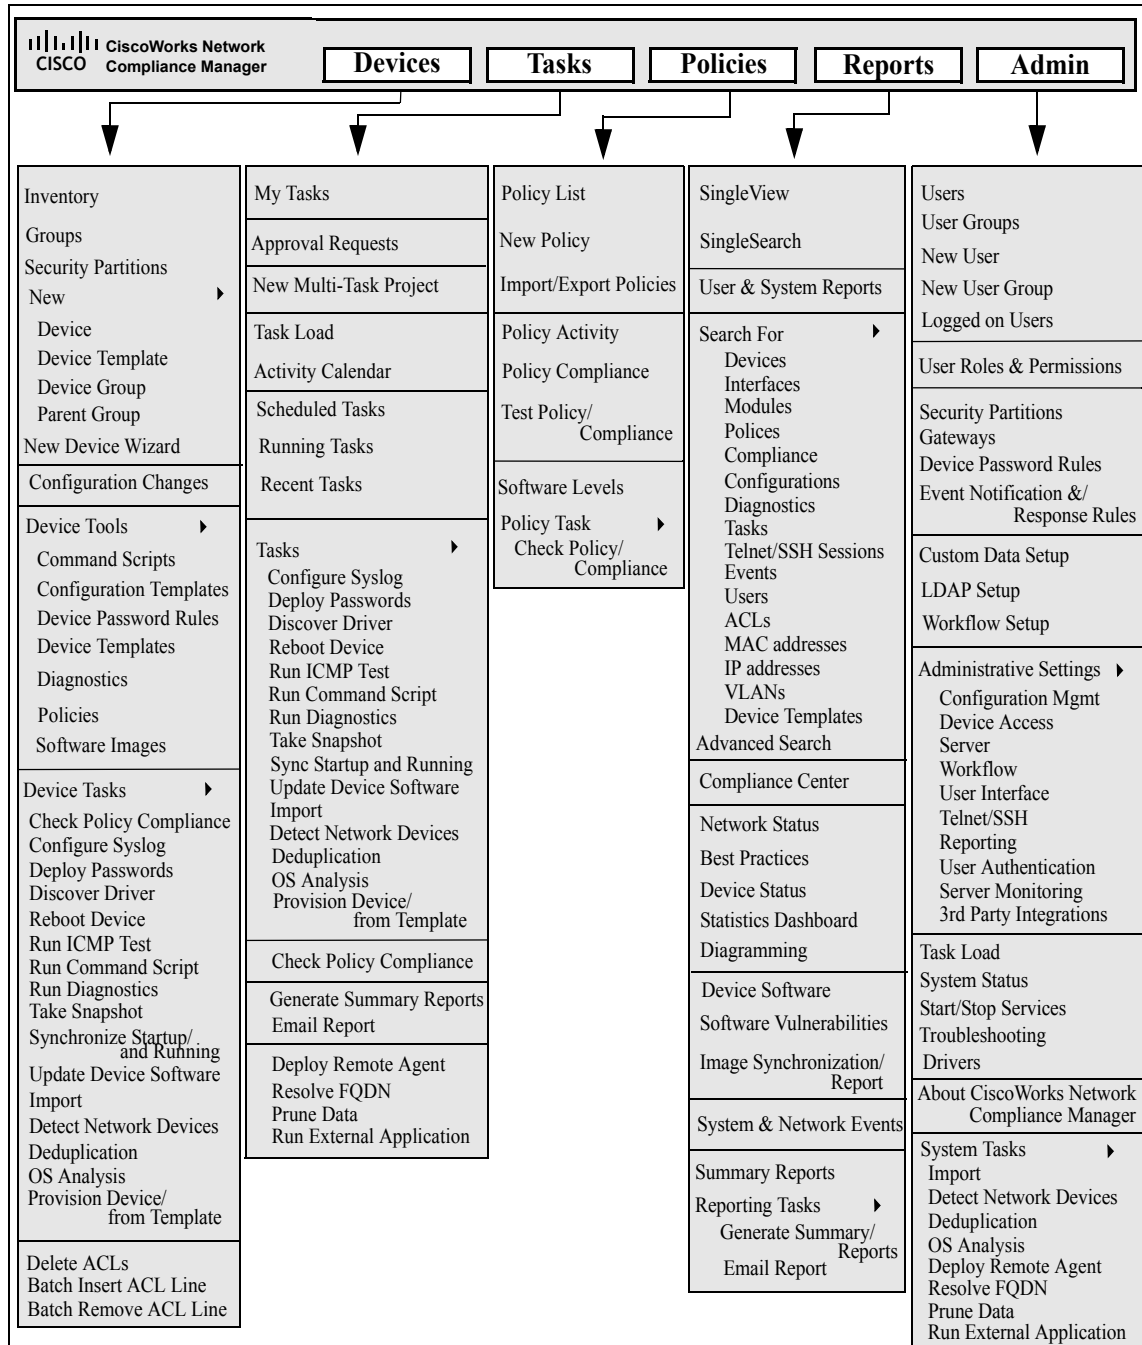 CISCO
CiscoWorks Network
Compliance Manager
Devices
Tasks
Policies
Reports
Admin
Inventory
Groups
Security Partitions
New
Device
Device Template
Device Group
Parent Group
New Device Wizard
Configuration Changes
Device Tools
Command Scripts
Configuration Templates
Device Password Rules
Device Templates
Diagnostics
Policies
Software Images
Device Tasks
Check Policy Compliance
Configure Syslog
Deploy Passwords
Discover Driver
Reboot Device
Run ICMP Test
Run Command Script
Run Diagnostics
Take Snapshot
Synchronize Startup/
and Running
Update Device Software
Import
Detect Network Devices
Deduplication
OS Analysis
Provision Device/
from Template
Delete ACLs
Batch Insert ACL Line
Batch Remove ACL Line
My Tasks
Approval Requests
New Multi-Task Project
Task Load
Activity Calendar
Scheduled Tasks
Running Tasks
Recent Tasks
Tasks
Configure Syslog
Deploy Passwords
Discover Driver
Reboot Device
Run ICMP Test
Run Command Script
Run Diagnostics
Take Snapshot
Sync Startup and Running
Update Device Software
Import
Detect Network Devices
Deduplication
OS Analysis
Provision Device/
from Template
Check Policy Compliance
Generate Summary Reports
Email Report
Deploy Remote Agent
Resolve FQDN
Prune Data
Run External Application
Policy List
New Policy
Import/Export Policies
Policy Activity
Policy Compliance
Test Policy/
Compliance
Software Levels
Policy Task
Check Policy/
Compliance
SingleView
SingleSearch
User & System Reports
Search For
Devices
Interfaces
Modules
Polices
Compliance
Configurations
Diagnostics
Tasks
Telnet/SSH Sessions
Events
Users
ACLs
MAC addresses
IP addresses
VLANs
Device Templates
Advanced Search
Compliance Center
Network Status
Best Practices
Device Status
Statistics Dashboard
Diagramming
Device Software
Software Vulnerabilities
Image Synchronization/
Report
System & Network Events
Summary Reports
Reporting Tasks
Generate Summary/
Reports
Email Report
Users
User Groups
New User
New User Group
Logged on Users
User Roles & Permissions
Security Partitions
Gateways
Device Password Rules
Event Notification &/
Response Rules
Custom Data Setup
LDAP Setup
Workflow Setup
Administrative Settings
Configuration Mgmt
Device Access
Server
Workflow
User Interface
Telnet/SSH
Reporting
User Authentication
Server Monitoring
3rd Party Integrations
Task Load
System Status
Start/Stop Services
Troubleshooting
Drivers
About CiscoWorks Network
Compliance Manager
System Tasks
Import
Detect Network Devices
Deduplication
OS Analysis
Deploy Remote Agent
Resolve FQDN
Prune Data
Run External Application